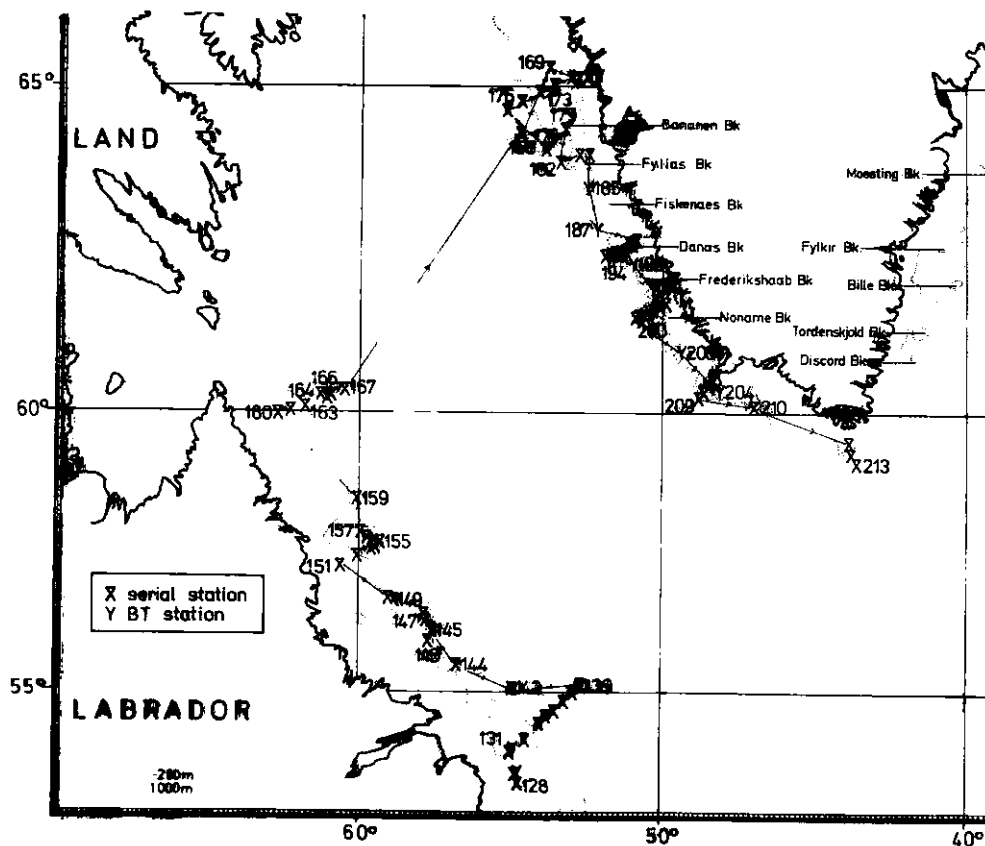 65°
LAND
169
175
173
182
185
187
194
Bananen Bk
Fyllas Bk
Fiskenaes Bk
Danas Bk
Frederikshaab Bk
Noname Bk
Moesting Bk
Fylkir Bk
Bille Bk
Tordenskjold Bk
Discord Bk
166
164
167
60°
160
163
204
209
210
213
159
157
155
151
X serial station
Y BT station
149
147
145
144
55°
LABRADOR
131
128
-200m
1000m
60°
50°
40°